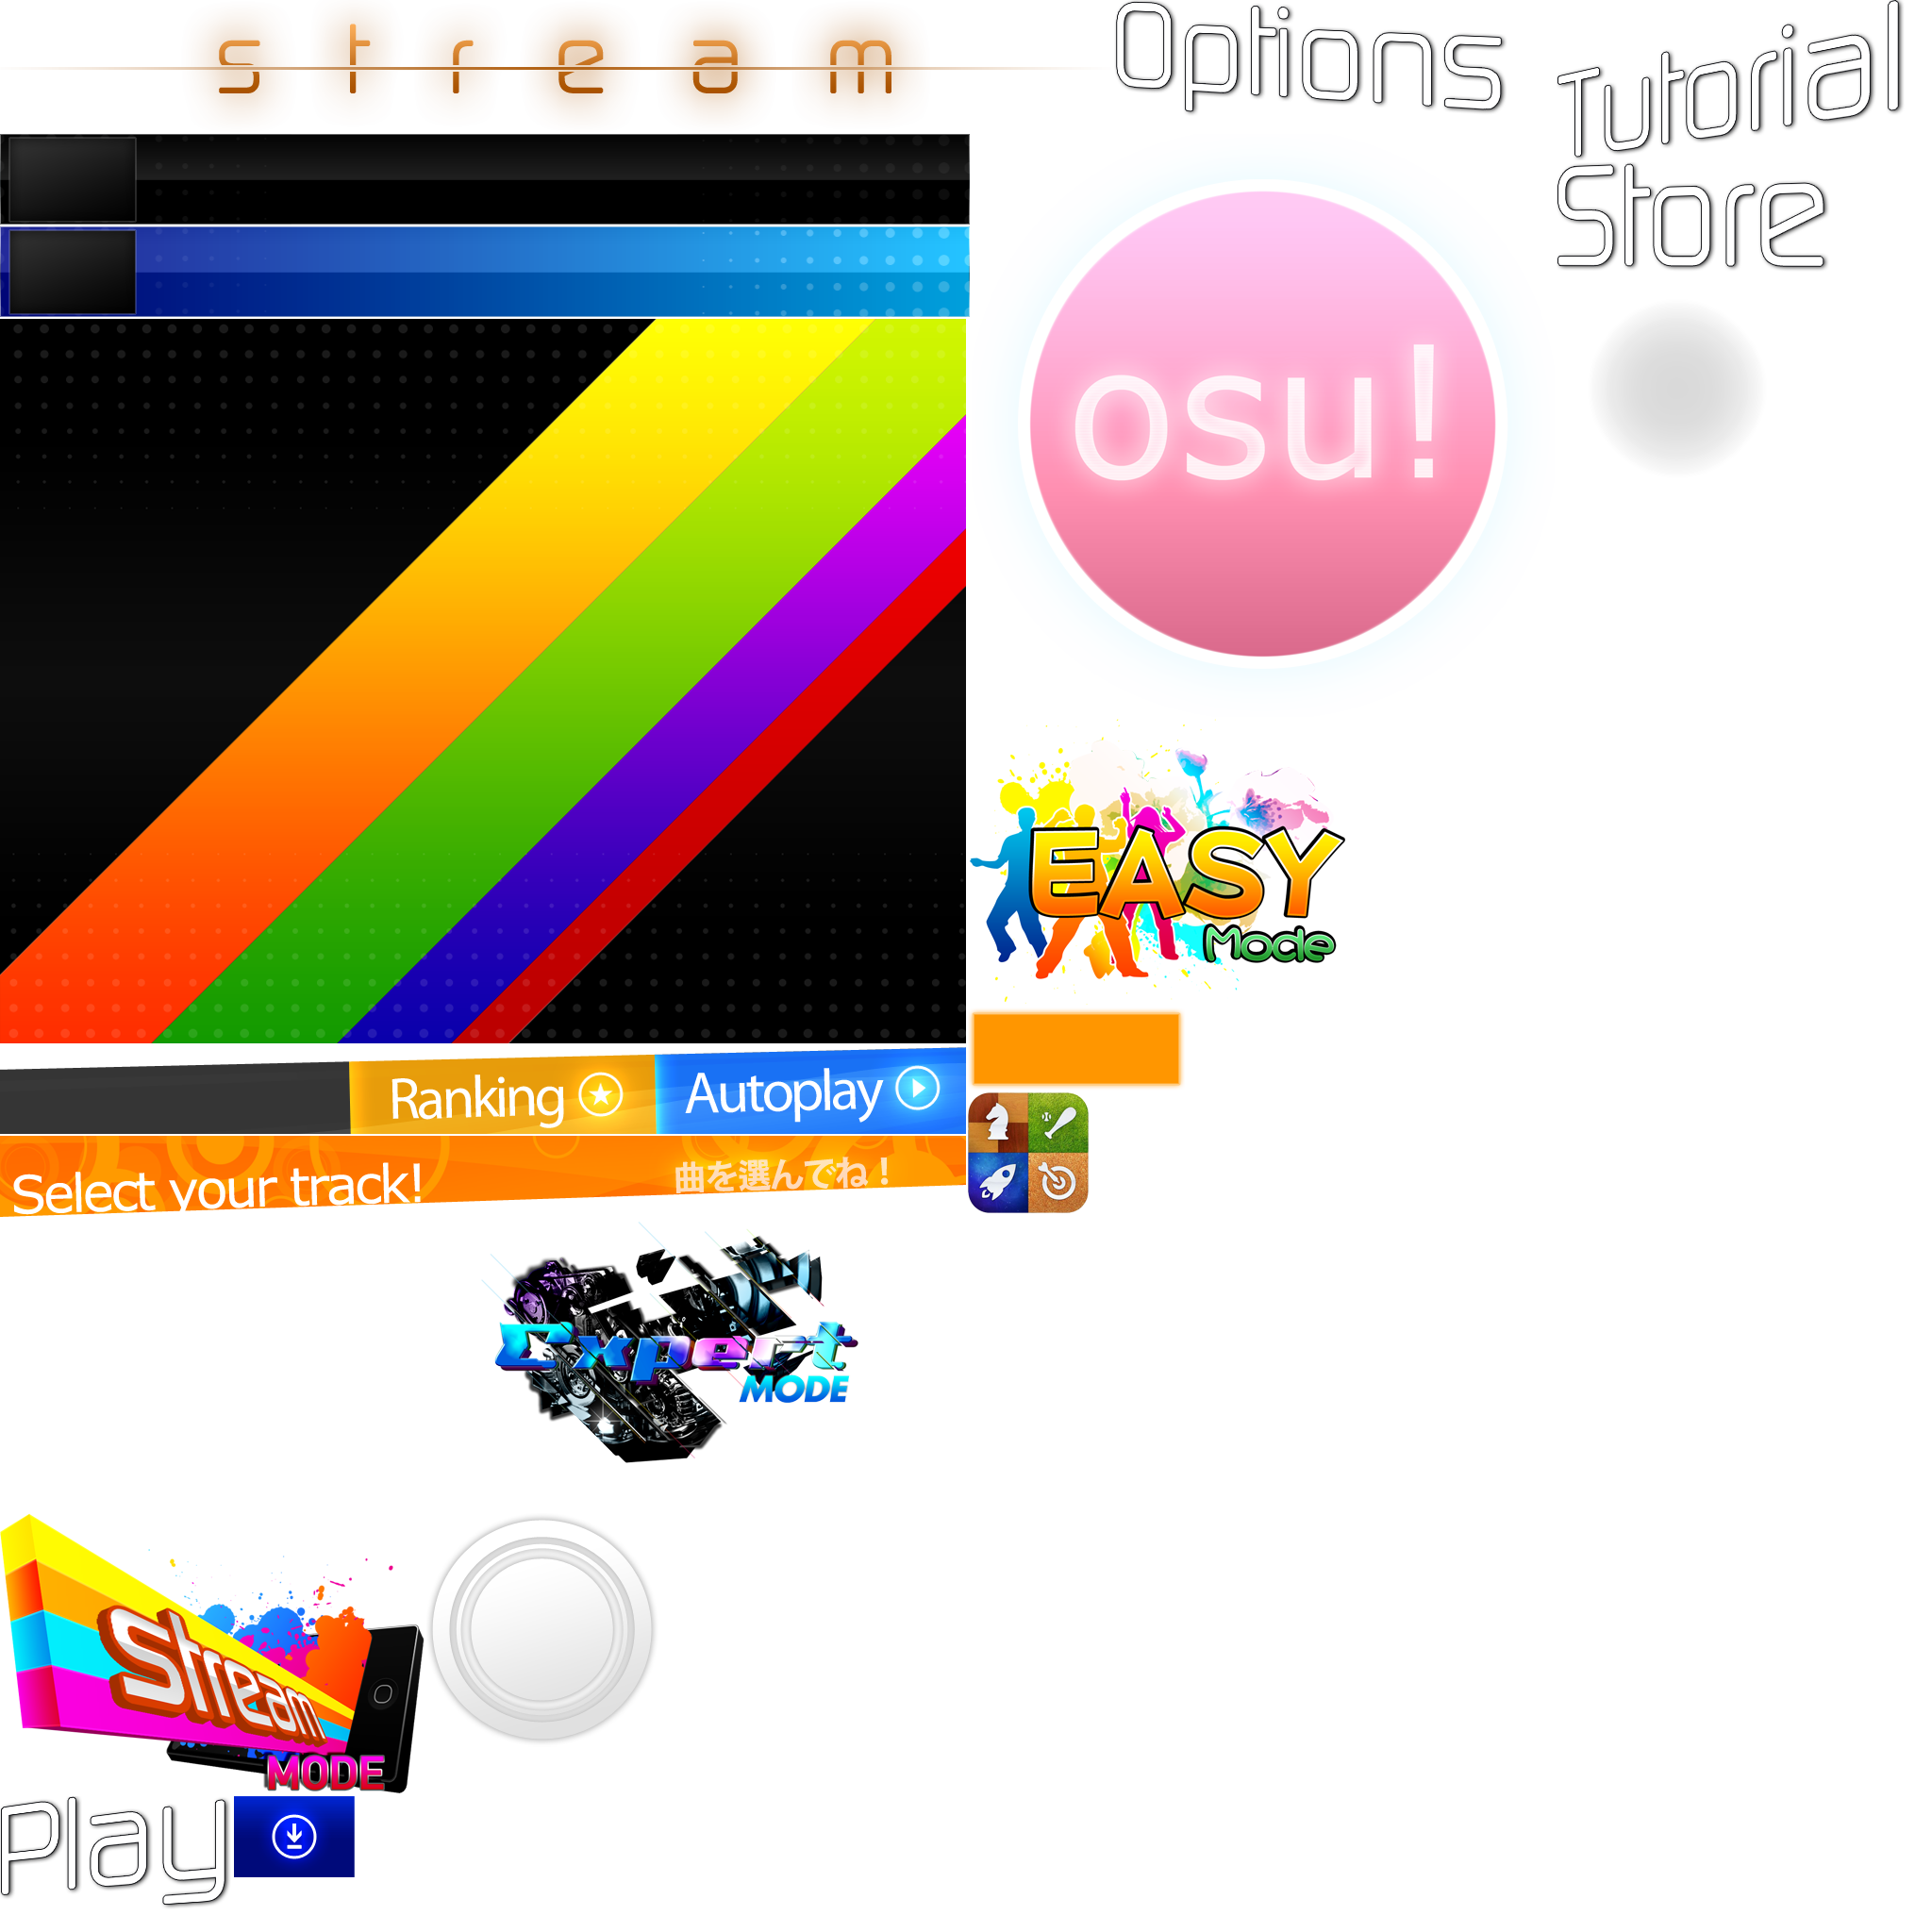 stream
Options
Tutorial
Store
osu!
EASY
Mode
Ranking
Autoplay
Select your track!
曲を選んでね！
Expert
MODE
Stream
MODE
Play